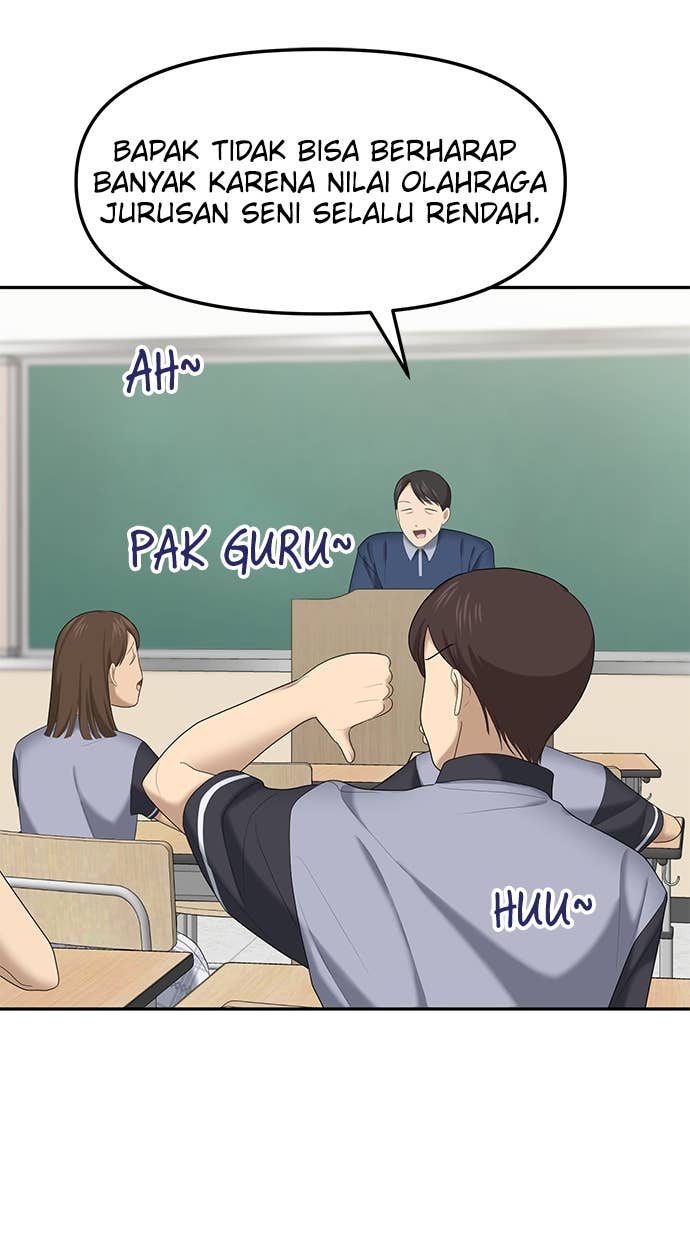 BAPAK TIDAK BISA BERHARAP
BANYAK KARENA NILAI OLAHRAGA
JURUSAN SENI SELALU RENDAH.
AH~
PAK GURU~
HUU~